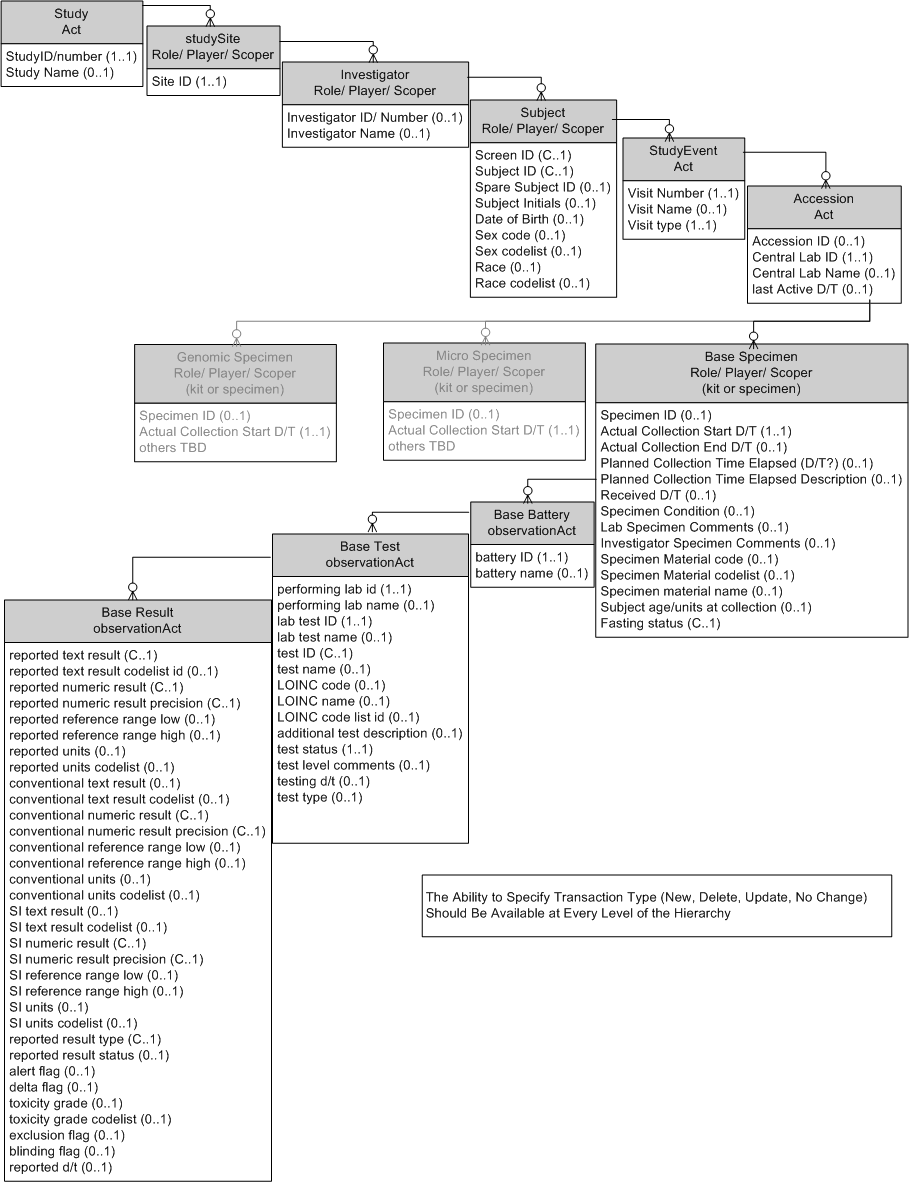 Study
Act
StudyID/number (1..1)
Study Name (0..1)
studySite
Role/ Player/ Scoper
Site ID (1..1)
Investigator
Role/ Player/ Scoper
Investigator ID/ Number (0..1)
Investigator Name (0..1)
Subject
Role/ Player/ Scoper
Screen ID (C..1)
Subject ID (C..1)
Spare Subject ID (0..1)
Subject Initials (0..1)
Date of Birth (0..1)
Sex code (0..1)
Sex codelist (0..1)
Race (0..1)
Race codelist (0..1)
StudyEvent
Act
Visit Number (1..1)
Visit Name (0..1)
Visit type (1..1)
Accession
Act
Accession ID (0..1)
Central Lab ID (1..1)
Central Lab Name (0..1)
last Active D/T (0..1)
Genomic Specimen
Role/ Player/ Scoper
(kit or specimen)
Specimen ID (0..1)
Actual Collection Start D/T (1..1)
others TBD
Micro Specimen
Role/ Player/ Scoper
(kit or specimen)
Specimen ID (0..1)
Actual Collection Start D/T (1..1)
others TBD
Base Specimen
Role/ Player/ Scoper
(kit or specimen)
Specimen ID (0..1)
Actual Collection Start D/T (1..1)
Actual Collection End D/T (0..1)
Planned Collection Time Elapsed (D/T?) (0..1)
Planned Collection Time Elapsed Description (0..1)
Received D/T (0..1)
Specimen Condition (0..1)
Lab Specimen Comments (0..1)
Investigator Specimen Comments (0..1)
Specimen Material code (0..1)
Specimen Material codelist (0..1)
Specimen material name (0..1)
Subject age/units at collection (0..1)
Fasting status (C..1)
Base Battery
observationAct
battery ID (1..1)
battery name (0..1)
Base Test
observationAct
performing lab id (1..1)
performing lab name (0..1)
lab test ID (1..1)
lab test name (0..1)
test ID (C..1)
test name (0..1)
LOINC code (0..1)
LOINC name (0..1)
LOINC code list id (0..1)
additional test description (0..1)
test status (1..1)
test level comments (0..1)
testing d/t (0..1)
test type (0..1)
Base Result
observationAct
reported text result (C..1)
reported text result codelist id (0..1)
reported numeric result (C..1)
reported numeric result precision (C..1)
reported reference range low (0..1)
reported reference range high (0..1)
reported units (0..1)
reported units codelist (0..1)
conventional text result (0..1)
conventional text result codelist (0..1)
conventional numeric result (C..1)
conventional numeric result precision (C..1)
conventional reference range low (0..1)
conventional reference range high (0..1)
conventional units (0..1)
conventional units codelist (0..1)
SI text result (0..1)
SI text result codelist (0..1)
SI numeric result (C..1)
SI numeric result precision (C..1)
SI reference range low (0..1)
SI reference range high (0..1)
SI units (0..1)
SI units codelist (0..1)
reported result type (C..1)
reported result status (0..1)
alert flag (0..1)
delta flag (0..1)
toxicity grade (0..1)
toxicity grade codelist (0..1)
exclusion flag (0..1)
blinding flag (0..1)
reported d/t (0..1)
The Ability to Specify Transaction Type (New, Delete, Update, No Change)
Should Be Available at Every Level of the Hierarchy